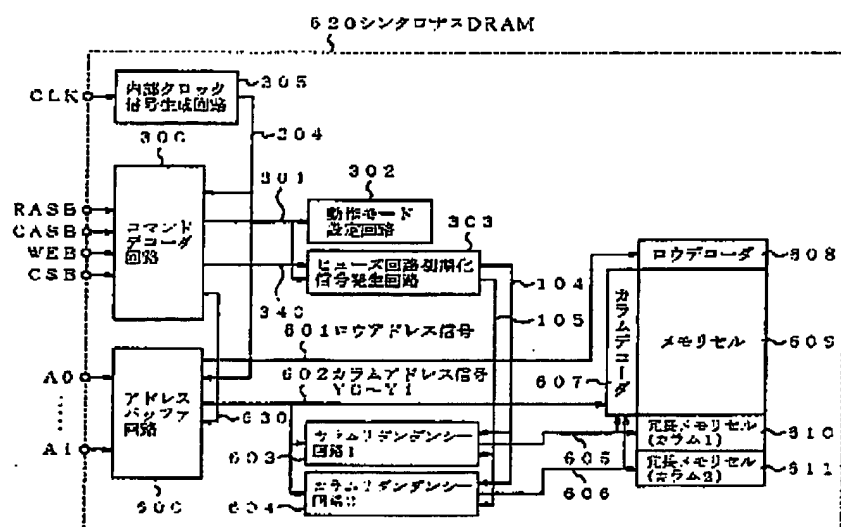 620シンクロナスDRAM
CLK
内部クロック
信号生成回路
305
304
306
RASB
CASB
WEB
CSB
コマンド
デコーダ
回路
301
302
動作モード
設定回路
303
ヒューズ回路初期化
信号発生回路
340
104
105
601ロウアドレス信号
602カラムアドレス信号
Y0～Y1
630
A0
A1
アドレス
バッファ
回路
600
603
カラムリダンダンシー
回路1
604
カラムリダンダンシー
回路2
605
606
607
カラムデコーダ
ロウデコーダ
608
メモリセル
609
冗長メモリセル
(カラム1)
610
冗長メモリセル
(カラム2)
611